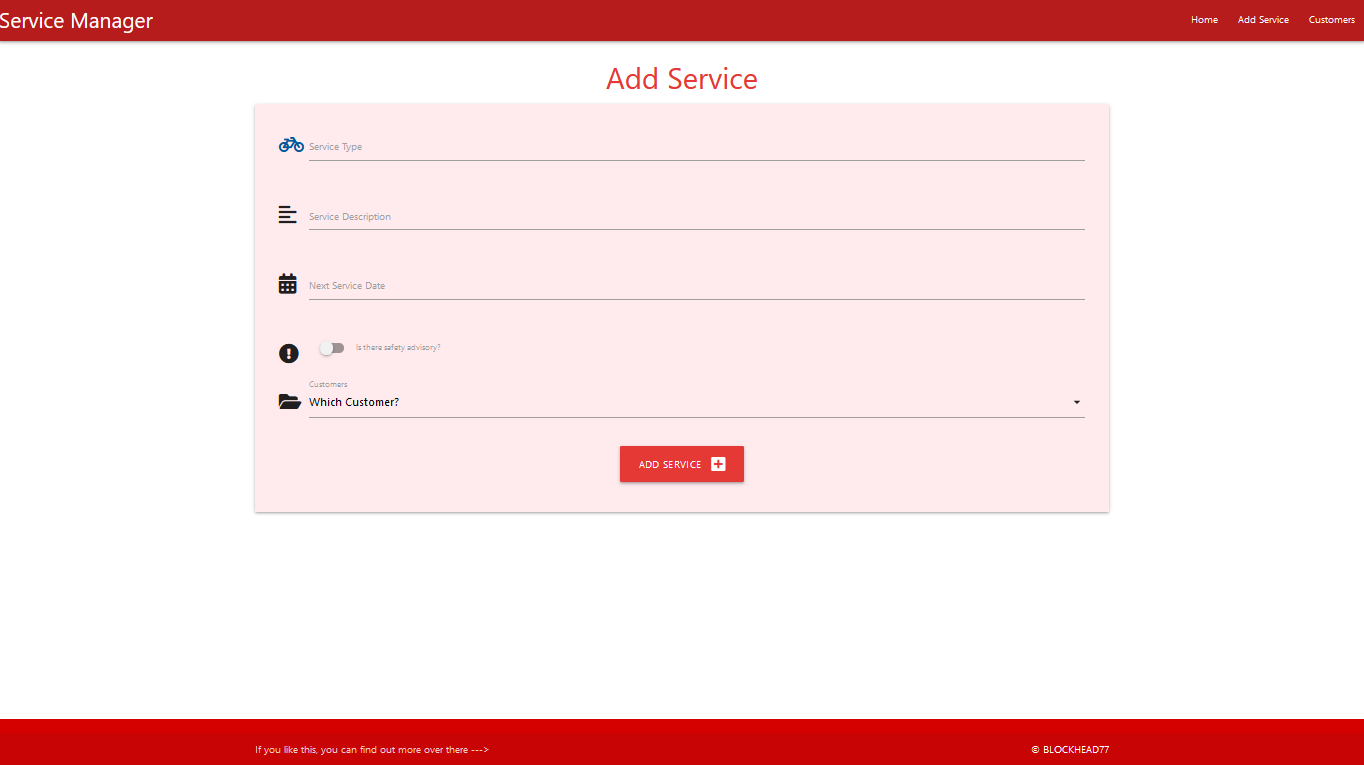 Service Manager
Home Add Service Customers
Add Service
Service Type
Service Description
Next Service Date
Is there safety advisory?
Customers
Which Customer?
ADD SERVICE
If you like this, you can find out more over there --->
© BLOCKHEAD77